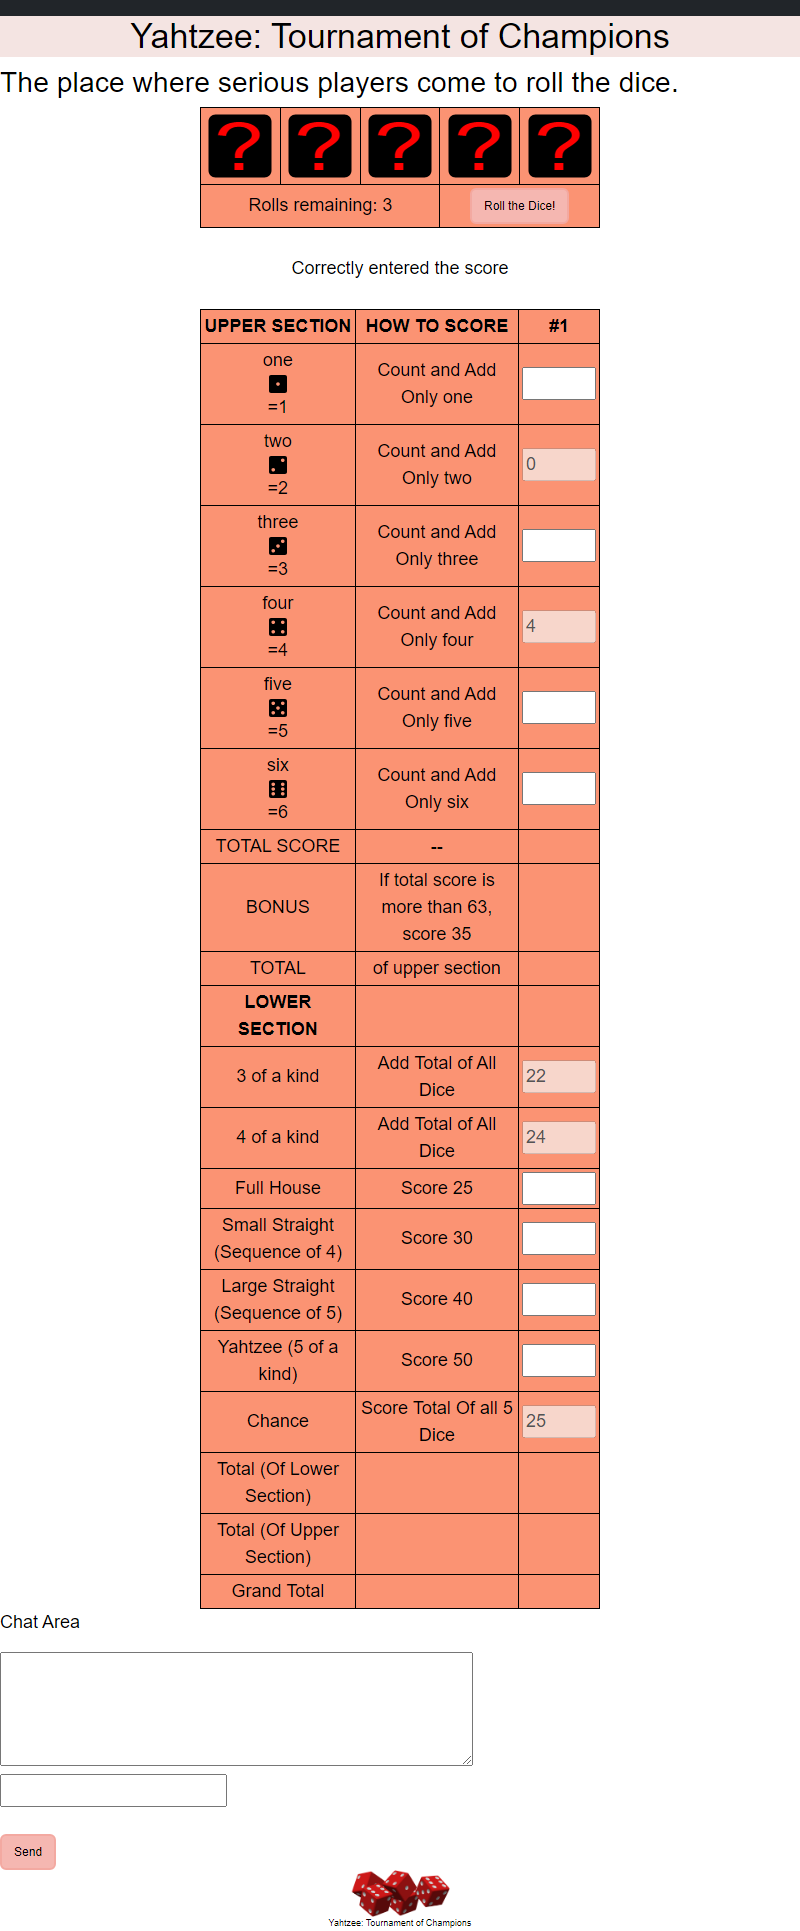 Yahtzee: Tournament of Champions
The place where serious players come to roll the dice.
? ? ? ? ?
Rolls remaining: 3 Roll the Dice!
Correctly entered the score
UPPER SECTION HOW TO SCORE #1
one
=1
Count and Add
Only one
two
=2
Count and Add
Only two
0
three
=3
Count and Add
Only three
four
=4
Count and Add
Only four
4
five
=5
Count and Add
Only five
six
=6
Count and Add
Only six
TOTAL SCORE --
BONUS
If total score is
more than 63,
score 35
TOTAL of upper section
LOWER
SECTION
3 of a kind
Add Total of All
Dice
22
4 of a kind
Add Total of All
Dice
24
Full House Score 25
Small Straight
(Sequence of 4)
Score 30
Large Straight
(Sequence of 5)
Score 40
Yahtzee (5 of a
kind)
Score 50
Chance
Score Total Of all 5
Dice
25
Total (Of Lower
Section)
Total (Of Upper
Section)
Grand Total
Chat Area
Send
Yahtzee: Tournament of Champions